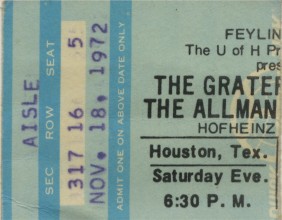 AISLE
SEC ROW SEAT
317 16 5
NOV. 18, 1972
ADMIT ONE ON ABOVE DATE ONLY
FEYLIN
The U of H Pr
pres
THE GRATEF
THE ALLMAN
HOFHEINZ
Houston, Tex.
Saturday Eve.
6:30 P. M.